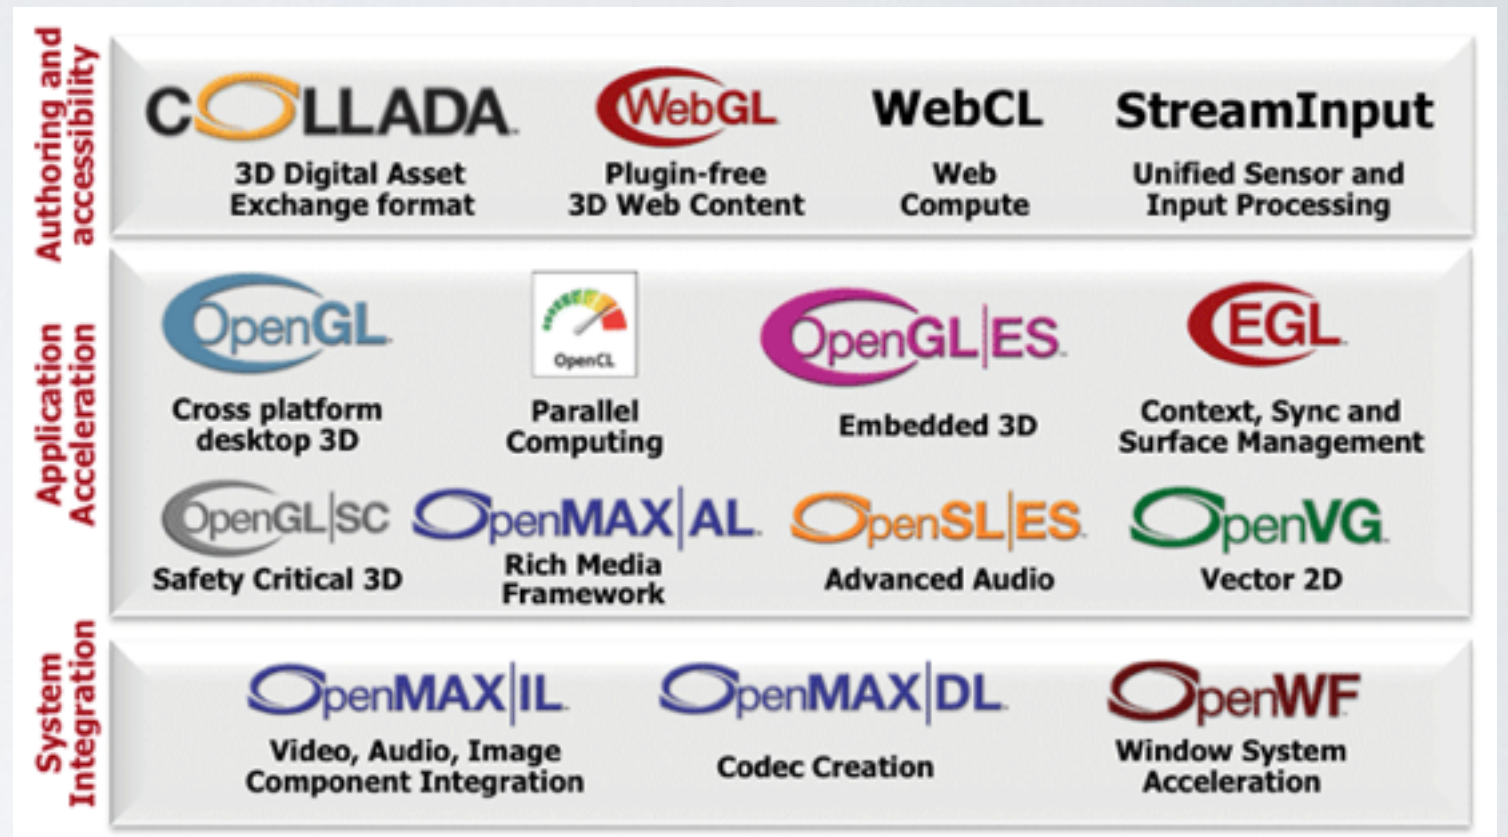 Authoring and
accessibility
COLLADA
3D Digital Asset
Exchange format
WebGL
Plugin-free
3D Web Content
WebCL
Web
Compute
StreamInput
Unified Sensor and
Input Processing
Application
Acceleration
OpenGL
Cross platform
desktop 3D
OpenCL
Parallel
Computing
OpenGL|ES
Embedded 3D
EGL
Context, Sync and
Surface Management
OpenGL|SC
Safety Critical 3D
OpenMAX|AL
Rich Media
Framework
OpenSL|ES
Advanced Audio
OpenVG
Vector 2D
System
Integration
OpenMAX|IL
Video, Audio, Image
Component Integration
OpenMAX|DL
Codec Creation
OpenWF
Window System
Acceleration